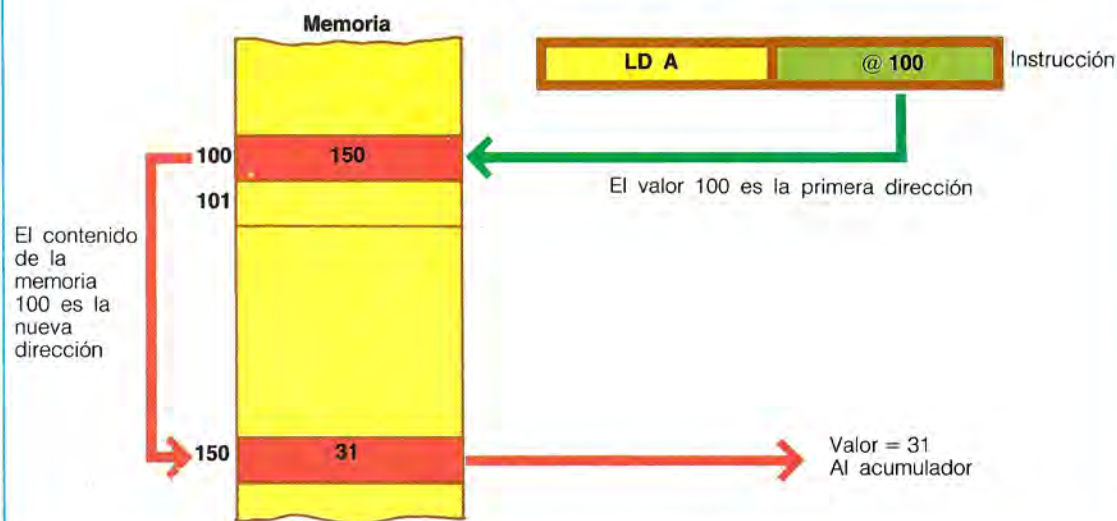 Memoria
LD A
@ 100
Instrucción
100
150
El valor 100 es la primera dirección
101
El contenido
de la
memoria
100 es la
nueva
dirección
150
31
Valor = 31
Al acumulador